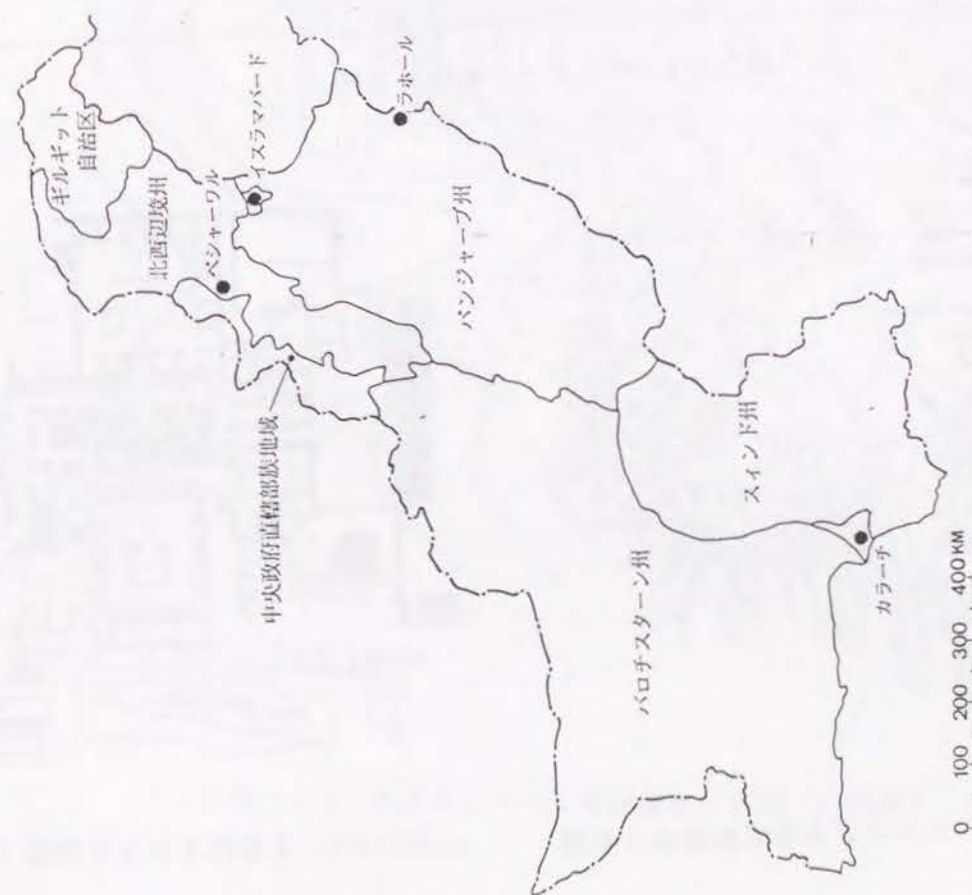 ギルギット
自治区
北西辺境州
ペシャーワル
イスラマバード
ラホール
中央政府直轄部族地域
パンジャーブ州
スィンド州
バロチスターン州
カラーチ
0 100 200 300 400 KM